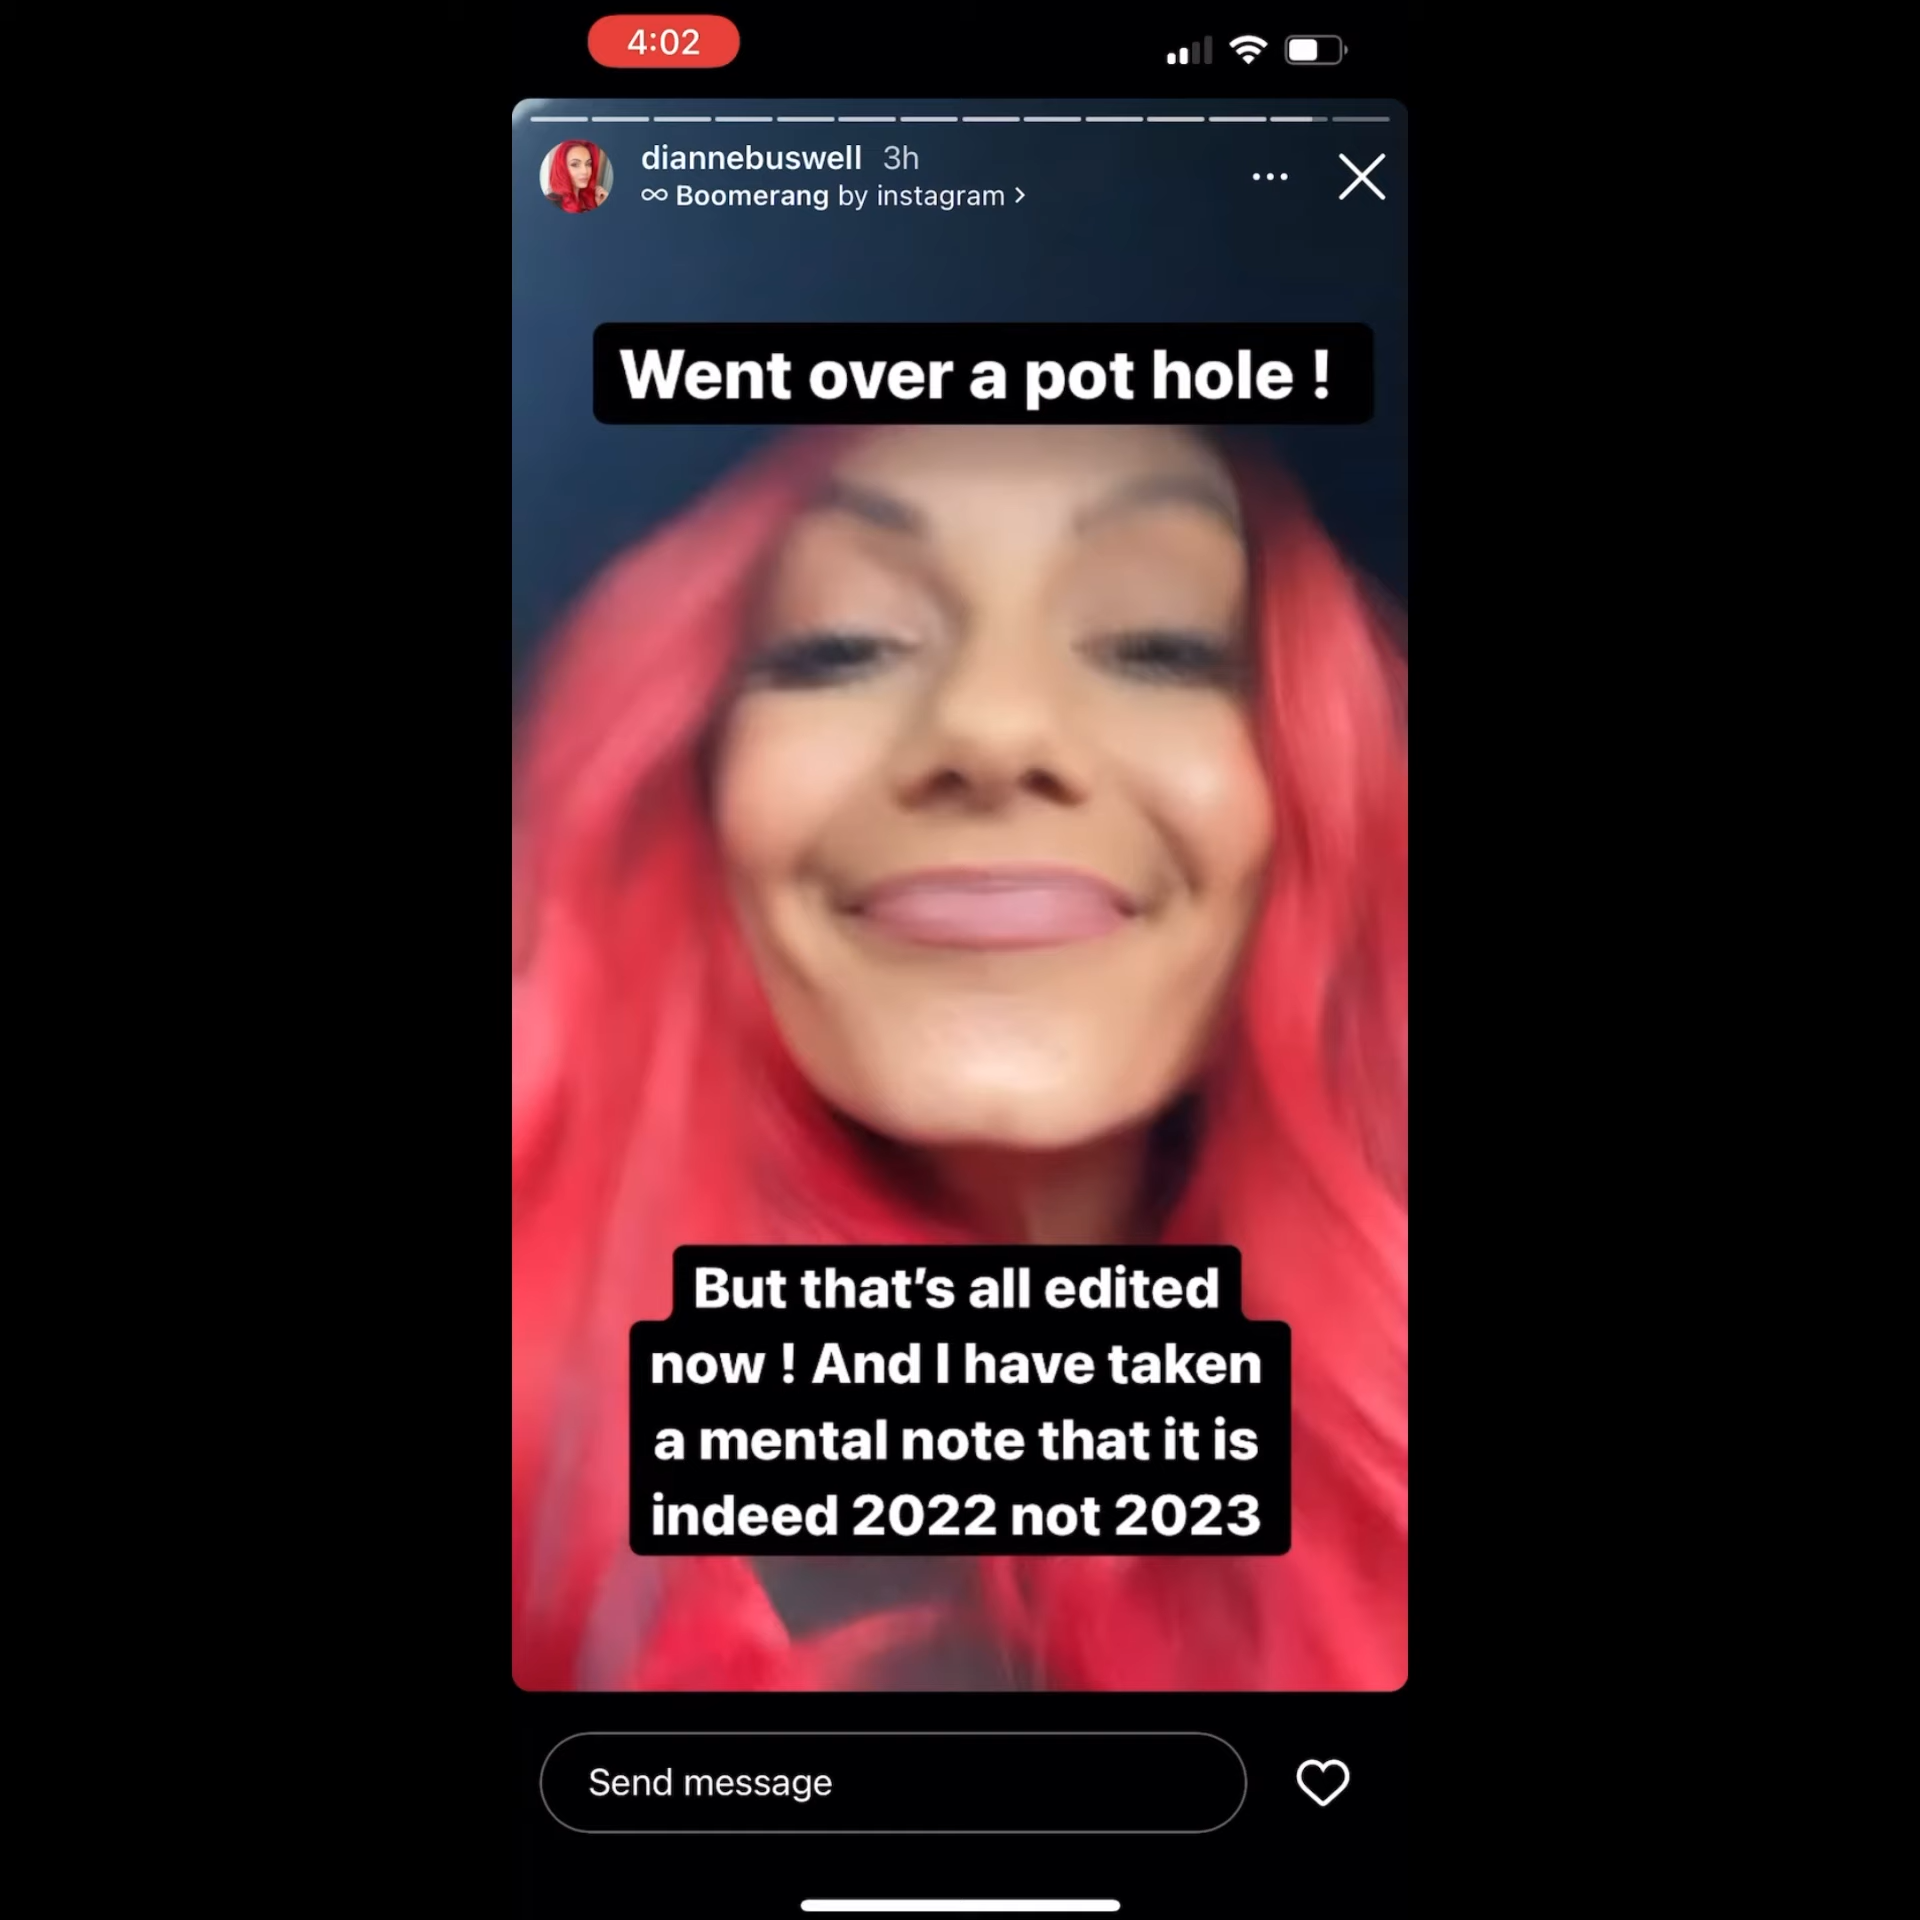 4:02
diannebuswell 3h
∞ Boomerang by instagram >
Went over a pot hole !
But that's all edited
now ! And I have taken
a mental note that it is
indeed 2022 not 2023
Send message